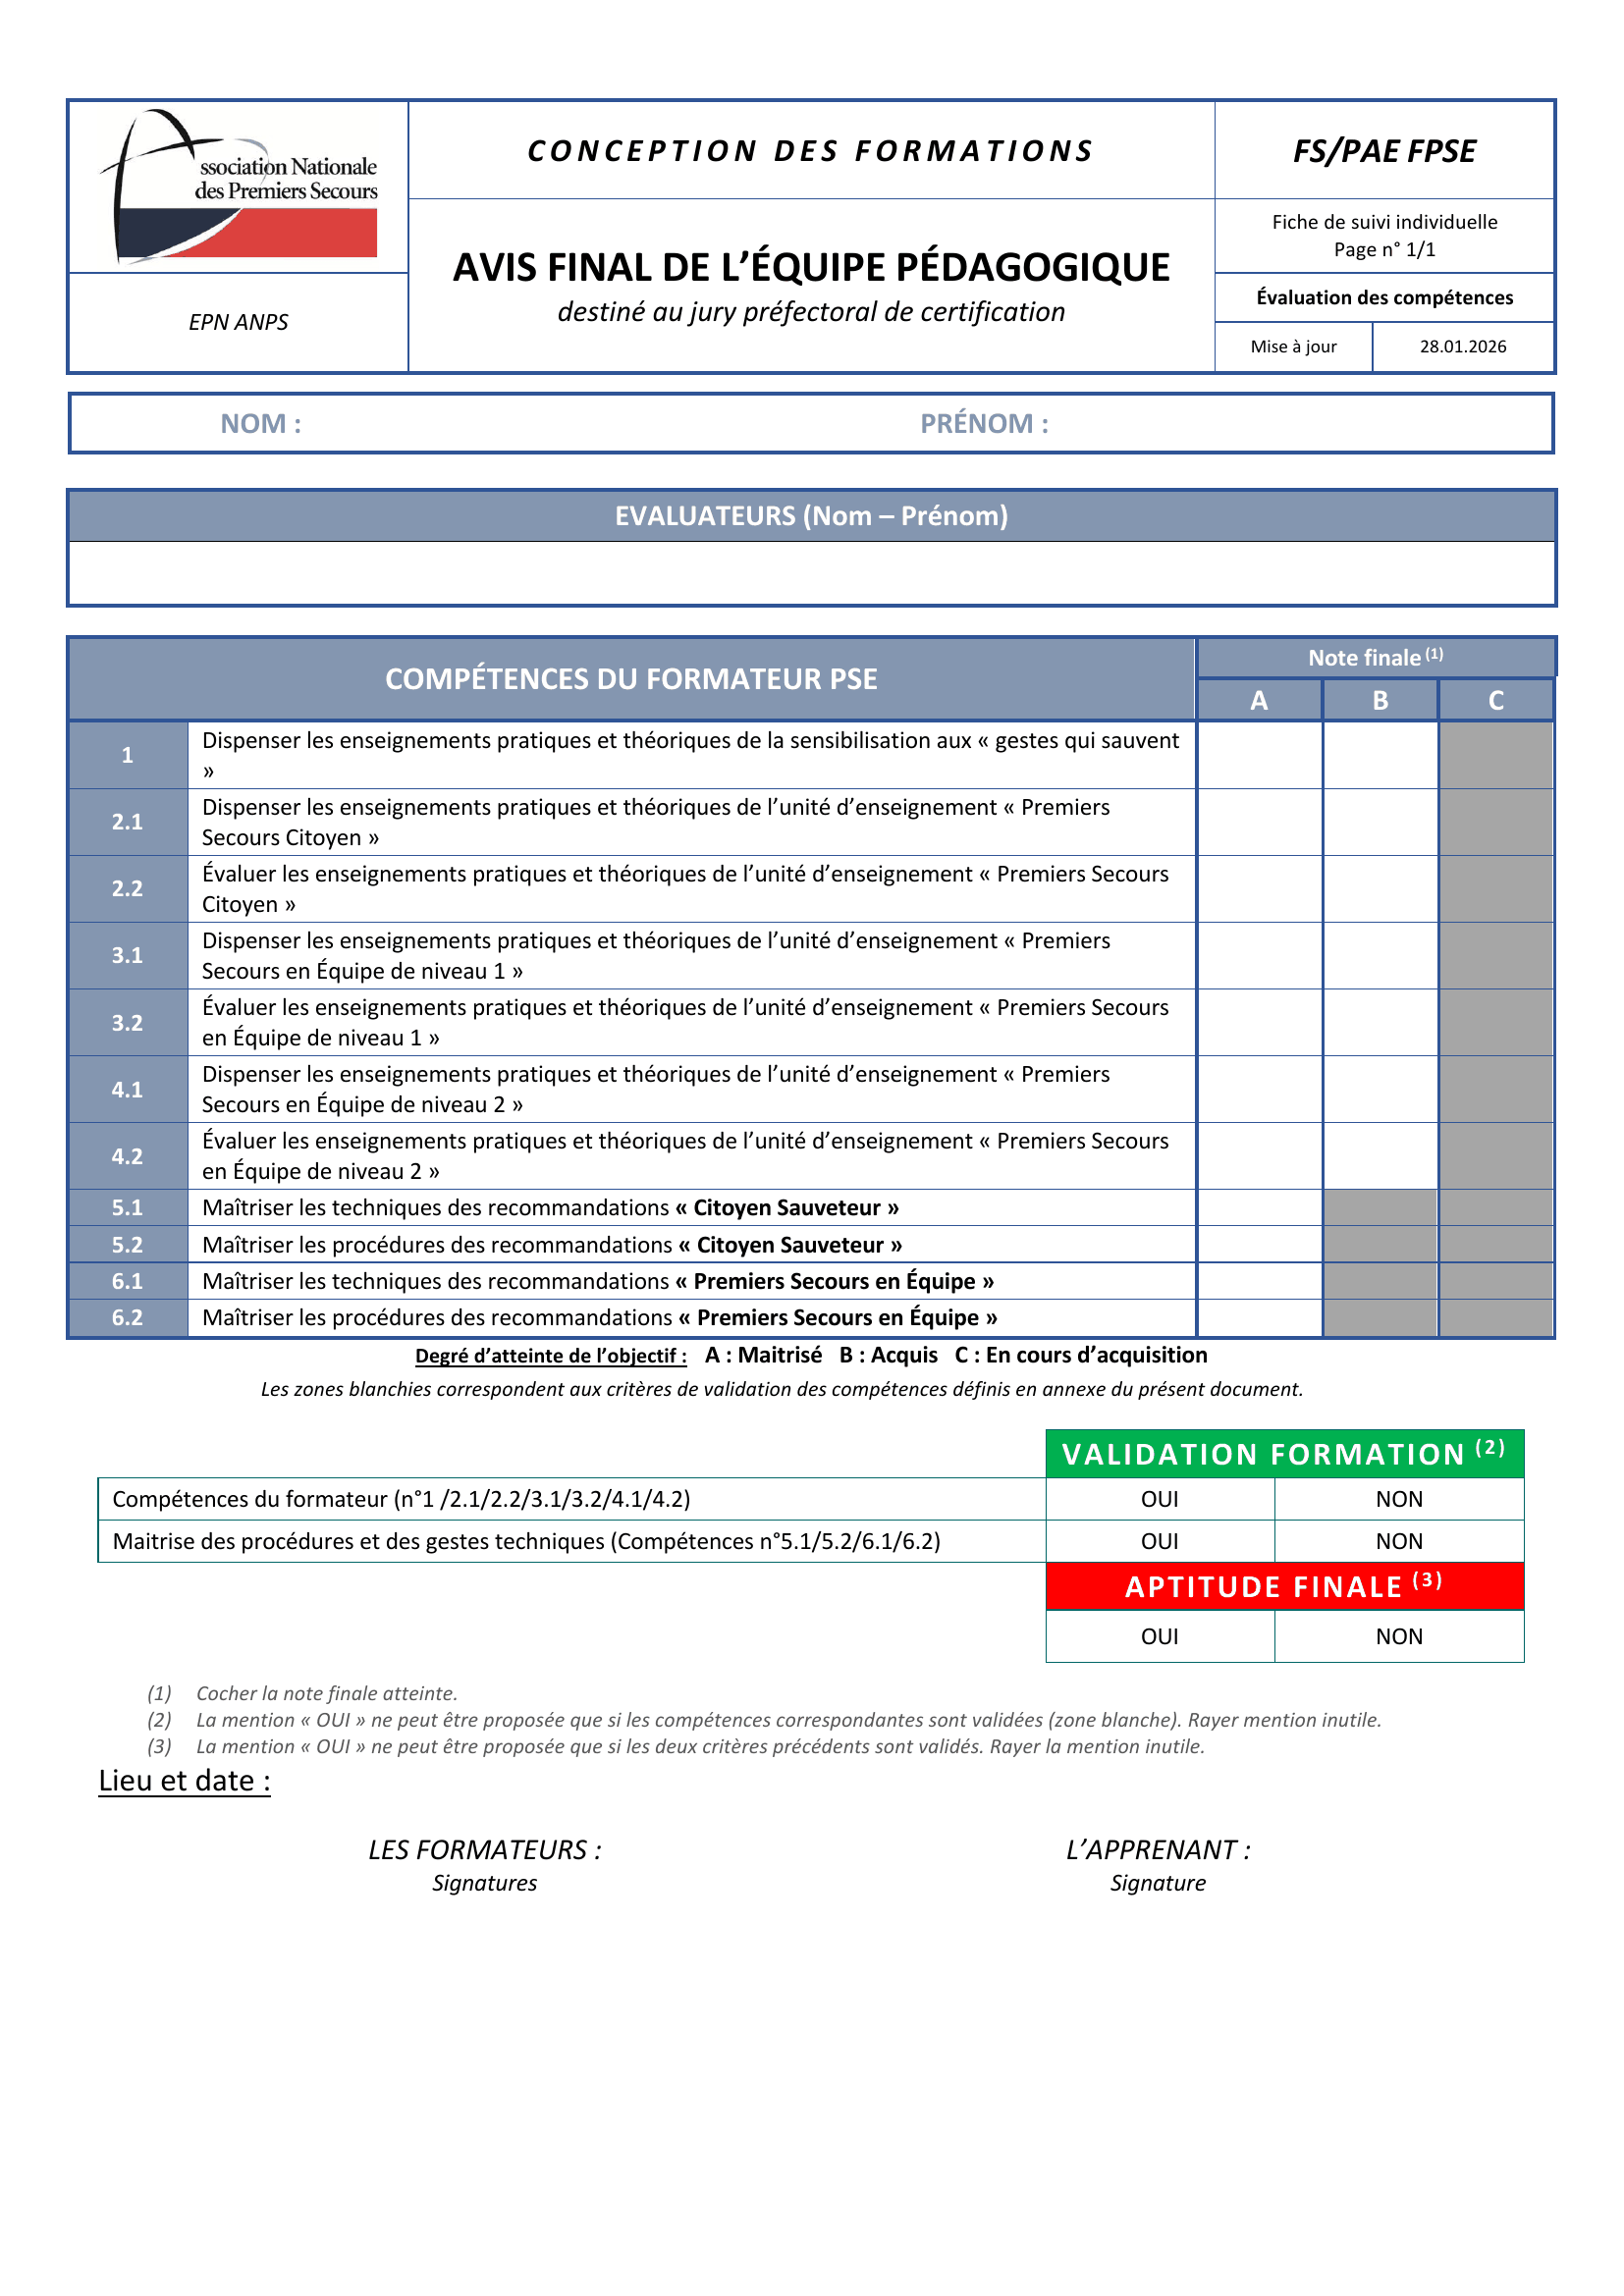 ssociation Nationale
des Premiers Secours
EPN ANPS
CONCEPTION DES FORMATIONS
AVIS FINAL DE L’ÉQUIPE PÉDAGOGIQUE
destiné au jury préfectoral de certification
FS/PAE FPSE
Fiche de suivi individuelle
Page n° 1/1
Évaluation des compétences
Mise à jour 28.01.2026
NOM : PRÉNOM :
EVALUATEURS (Nom – Prénom)
COMPÉTENCES DU FORMATEUR PSE
Note finale (1)
A B C
1 Dispenser les enseignements pratiques et théoriques de la sensibilisation aux « gestes qui sauvent
»
2.1 Dispenser les enseignements pratiques et théoriques de l’unité d’enseignement « Premiers
Secours Citoyen »
2.2 Évaluer les enseignements pratiques et théoriques de l’unité d’enseignement « Premiers Secours
Citoyen »
3.1 Dispenser les enseignements pratiques et théoriques de l’unité d’enseignement « Premiers
Secours en Équipe de niveau 1 »
3.2 Évaluer les enseignements pratiques et théoriques de l’unité d’enseignement « Premiers Secours
en Équipe de niveau 1 »
4.1 Dispenser les enseignements pratiques et théoriques de l’unité d’enseignement « Premiers
Secours en Équipe de niveau 2 »
4.2 Évaluer les enseignements pratiques et théoriques de l’unité d’enseignement « Premiers Secours
en Équipe de niveau 2 »
5.1 Maîtriser les techniques des recommandations « Citoyen Sauveteur »
5.2 Maîtriser les procédures des recommandations « Citoyen Sauveteur »
6.1 Maîtriser les techniques des recommandations « Premiers Secours en Équipe »
6.2 Maîtriser les procédures des recommandations « Premiers Secours en Équipe »
Degré d’atteinte de l’objectif : A : Maitrisé B : Acquis C : En cours d’acquisition
Les zones blanchies correspondent aux critères de validation des compétences définis en annexe du présent document.
VALIDATION FORMATION (2)
Compétences du formateur (n°1 /2.1/2.2/3.1/3.2/4.1/4.2) OUI NON
Maitrise des procédures et des gestes techniques (Compétences n°5.1/5.2/6.1/6.2) OUI NON
APTITUDE FINALE (3)
OUI NON
(1) Cocher la note finale atteinte.
(2) La mention « OUI » ne peut être proposée que si les compétences correspondantes sont validées (zone blanche). Rayer mention inutile.
(3) La mention « OUI » ne peut être proposée que si les deux critères précédents sont validés. Rayer la mention inutile.
Lieu et date :
LES FORMATEURS : L’APPRENANT :
Signatures Signature